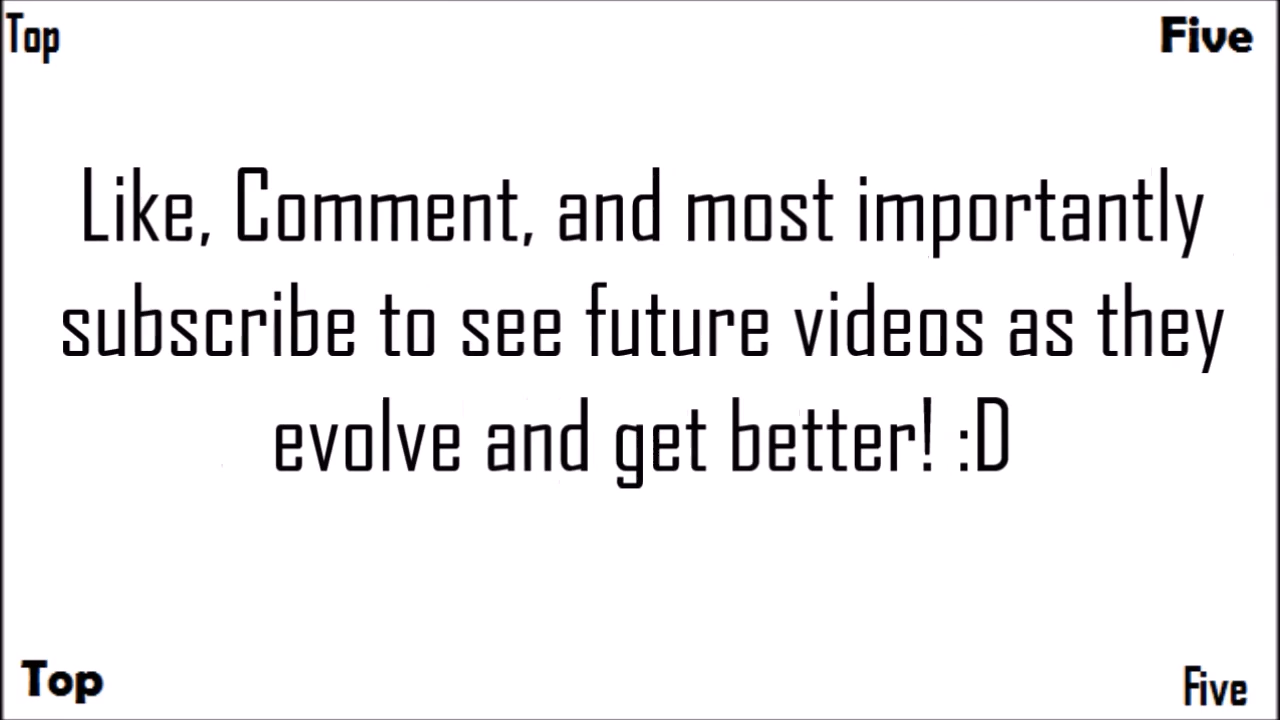 Top Five
Like, Comment, and most importantly
subscribe to see future videos as they
evolve and get better! :D
Top Five